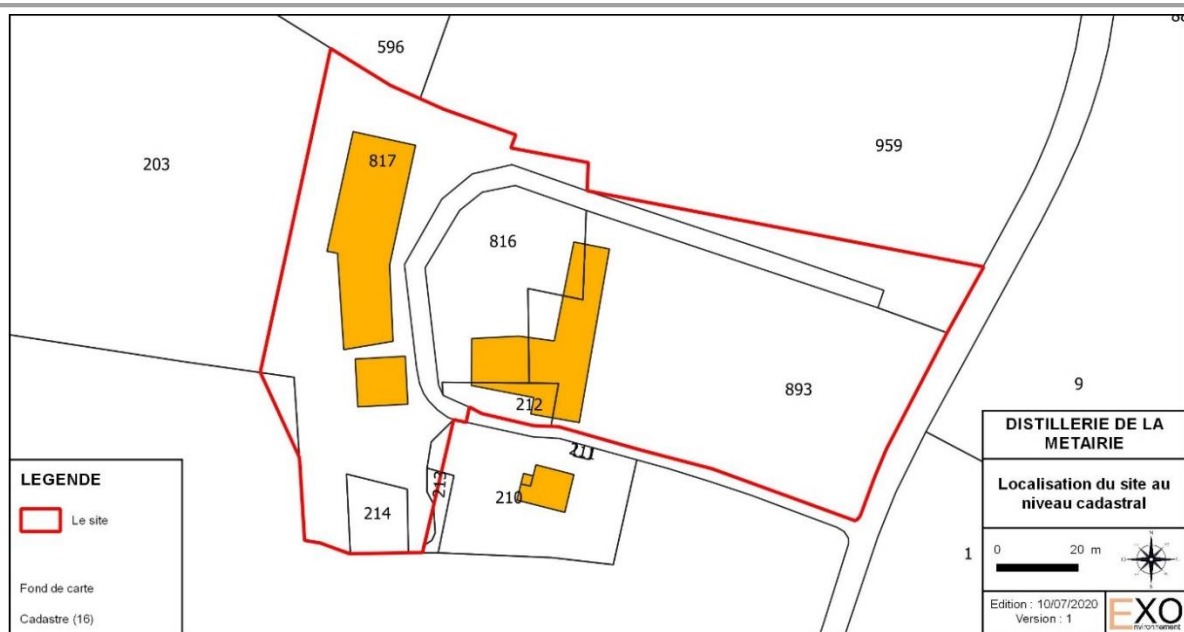 596
959
203
817
816
893
212
9
211
213
210
214
1
LEGENDE
Le site
Fond de carte
Cadastre (16)
DISTILLERIE DE LA
METAIRIE
Localisation du site au
niveau cadastral
0 20 m
Edition : 10/07/2020
Version : 1
EXO
nvironnement